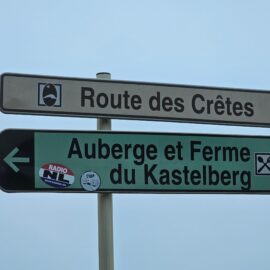 Route des Crêtes
Auberge et Ferme
du Kastelberg
RADIO
NL